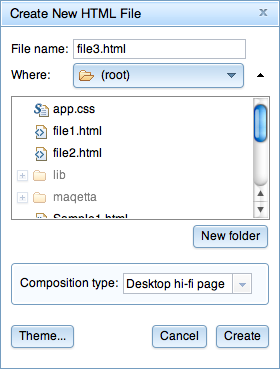 Create New HTML File x
File name: file3.html
Where: (root)
app.css
file1.html
file2.html
lib
maqetta
Sample1.html
New folder
Composition type: Desktop hi-fi page
Theme... Cancel Create